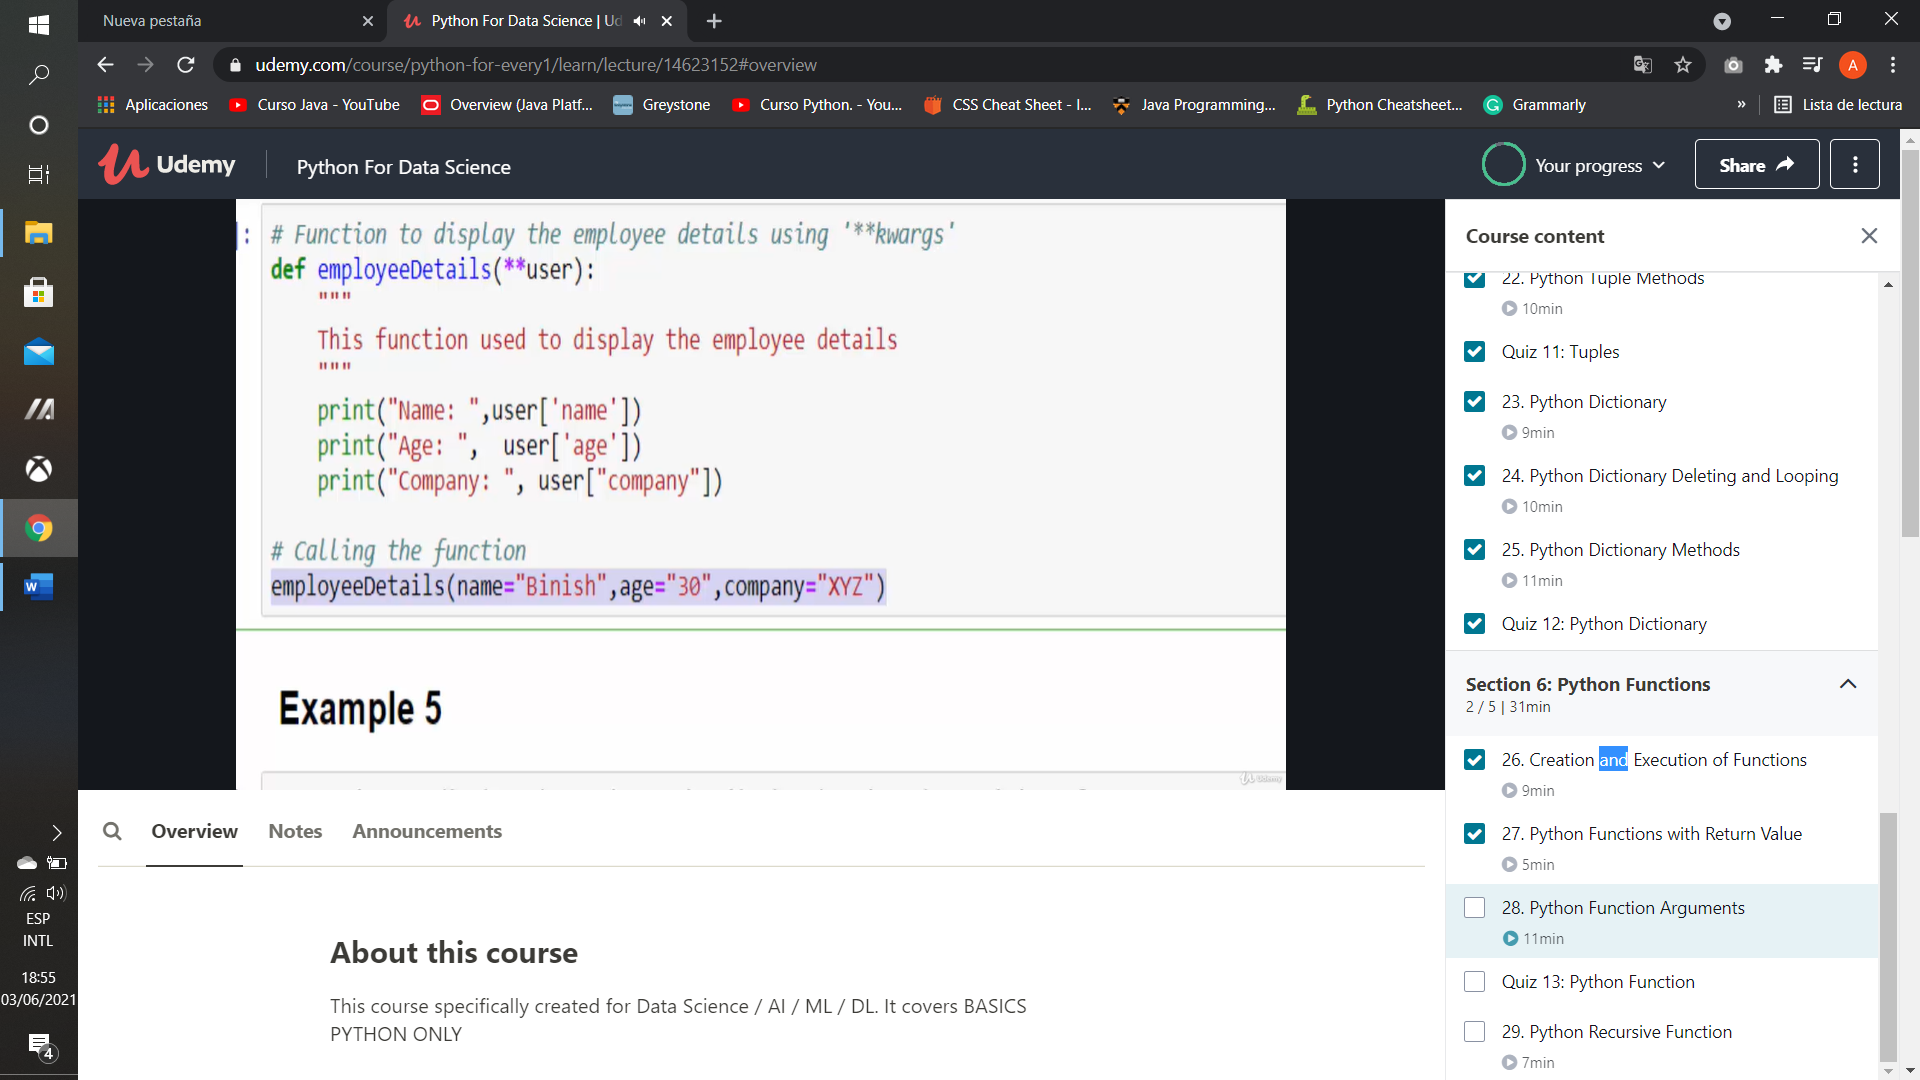 Nueva pestaña
Python For Data Science | Ud
udemy.com/course/python-for-every1/learn/lecture/14623152#overview
A
Aplicaciones
Curso Java - YouTube
Overview (Java Platf...
Greystone
Curso Python. - You...
CSS Cheat Sheet - I...
Java Programming...
Python Cheatsheet...
Grammarly
»
Lista de lectura
Udemy
Python For Data Science
Your progress
Share
]: # Function to display the employee details using '**kwargs'
def employeeDetails(**user):
"""
This function used to display the employee details
"""
print("Name: ",user['name'])
print("Age: ",  user['age'])
print("Company: ", user["company"])
# Calling the function
employeeDetails(name="Binish",age="30",company="XYZ")
Example 5
Udemy
Overview
Notes
Announcements
About this course
This course specifically created for Data Science / AI / ML / DL. It covers BASICS
PYTHON ONLY
Course content
22. Python Tuple Methods
10min
Quiz 11: Tuples
23. Python Dictionary
9min
24. Python Dictionary Deleting and Looping
10min
25. Python Dictionary Methods
11min
Quiz 12: Python Dictionary
Section 6: Python Functions
2 / 5 | 31min
26. Creation and Execution of Functions
9min
27. Python Functions with Return Value
5min
28. Python Function Arguments
11min
Quiz 13: Python Function
29. Python Recursive Function
7min
ESP
INTL
18:55
03/06/2021
4